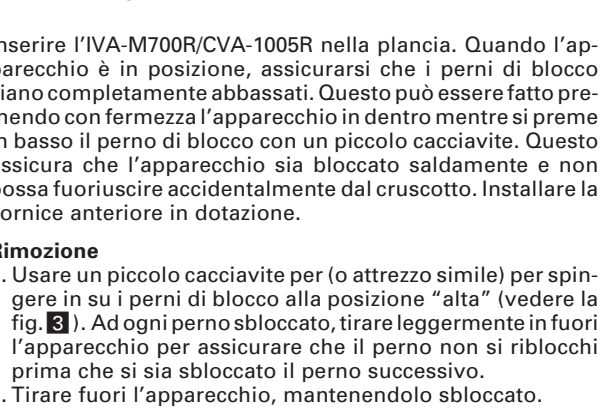 nserire l'IVA-M700R/CVA-1005R nella plancia. Quando l'ap-
parecchio è in posizione, assicurarsi che i perni di blocco
iano completamente abbassati. Questo può essere fatto pre-
mendo con fermezza l'apparecchio in dentro mentre si preme
n basso il perno di blocco con un piccolo cacciavite. Questo
ssicura che l'apparecchio sia bloccato saldamente e non
possa fuoriuscire accidentalmente dal cruscotto. Installare la
ornice anteriore in dotazione.
Rimozione
. Usare un piccolo cacciavite per (o attrezzo simile) per spin-
gere in su i perni di blocco alla posizione “alta” (vedere la
fig. 3 ). Ad ogni perno sbloccato, tirare leggermente in fuori
l'apparecchio per assicurare che il perno non si riblocchi
prima che si sia sbloccato il perno successivo.
. Tirare fuori l'apparecchio, mantenendolo sbloccato.